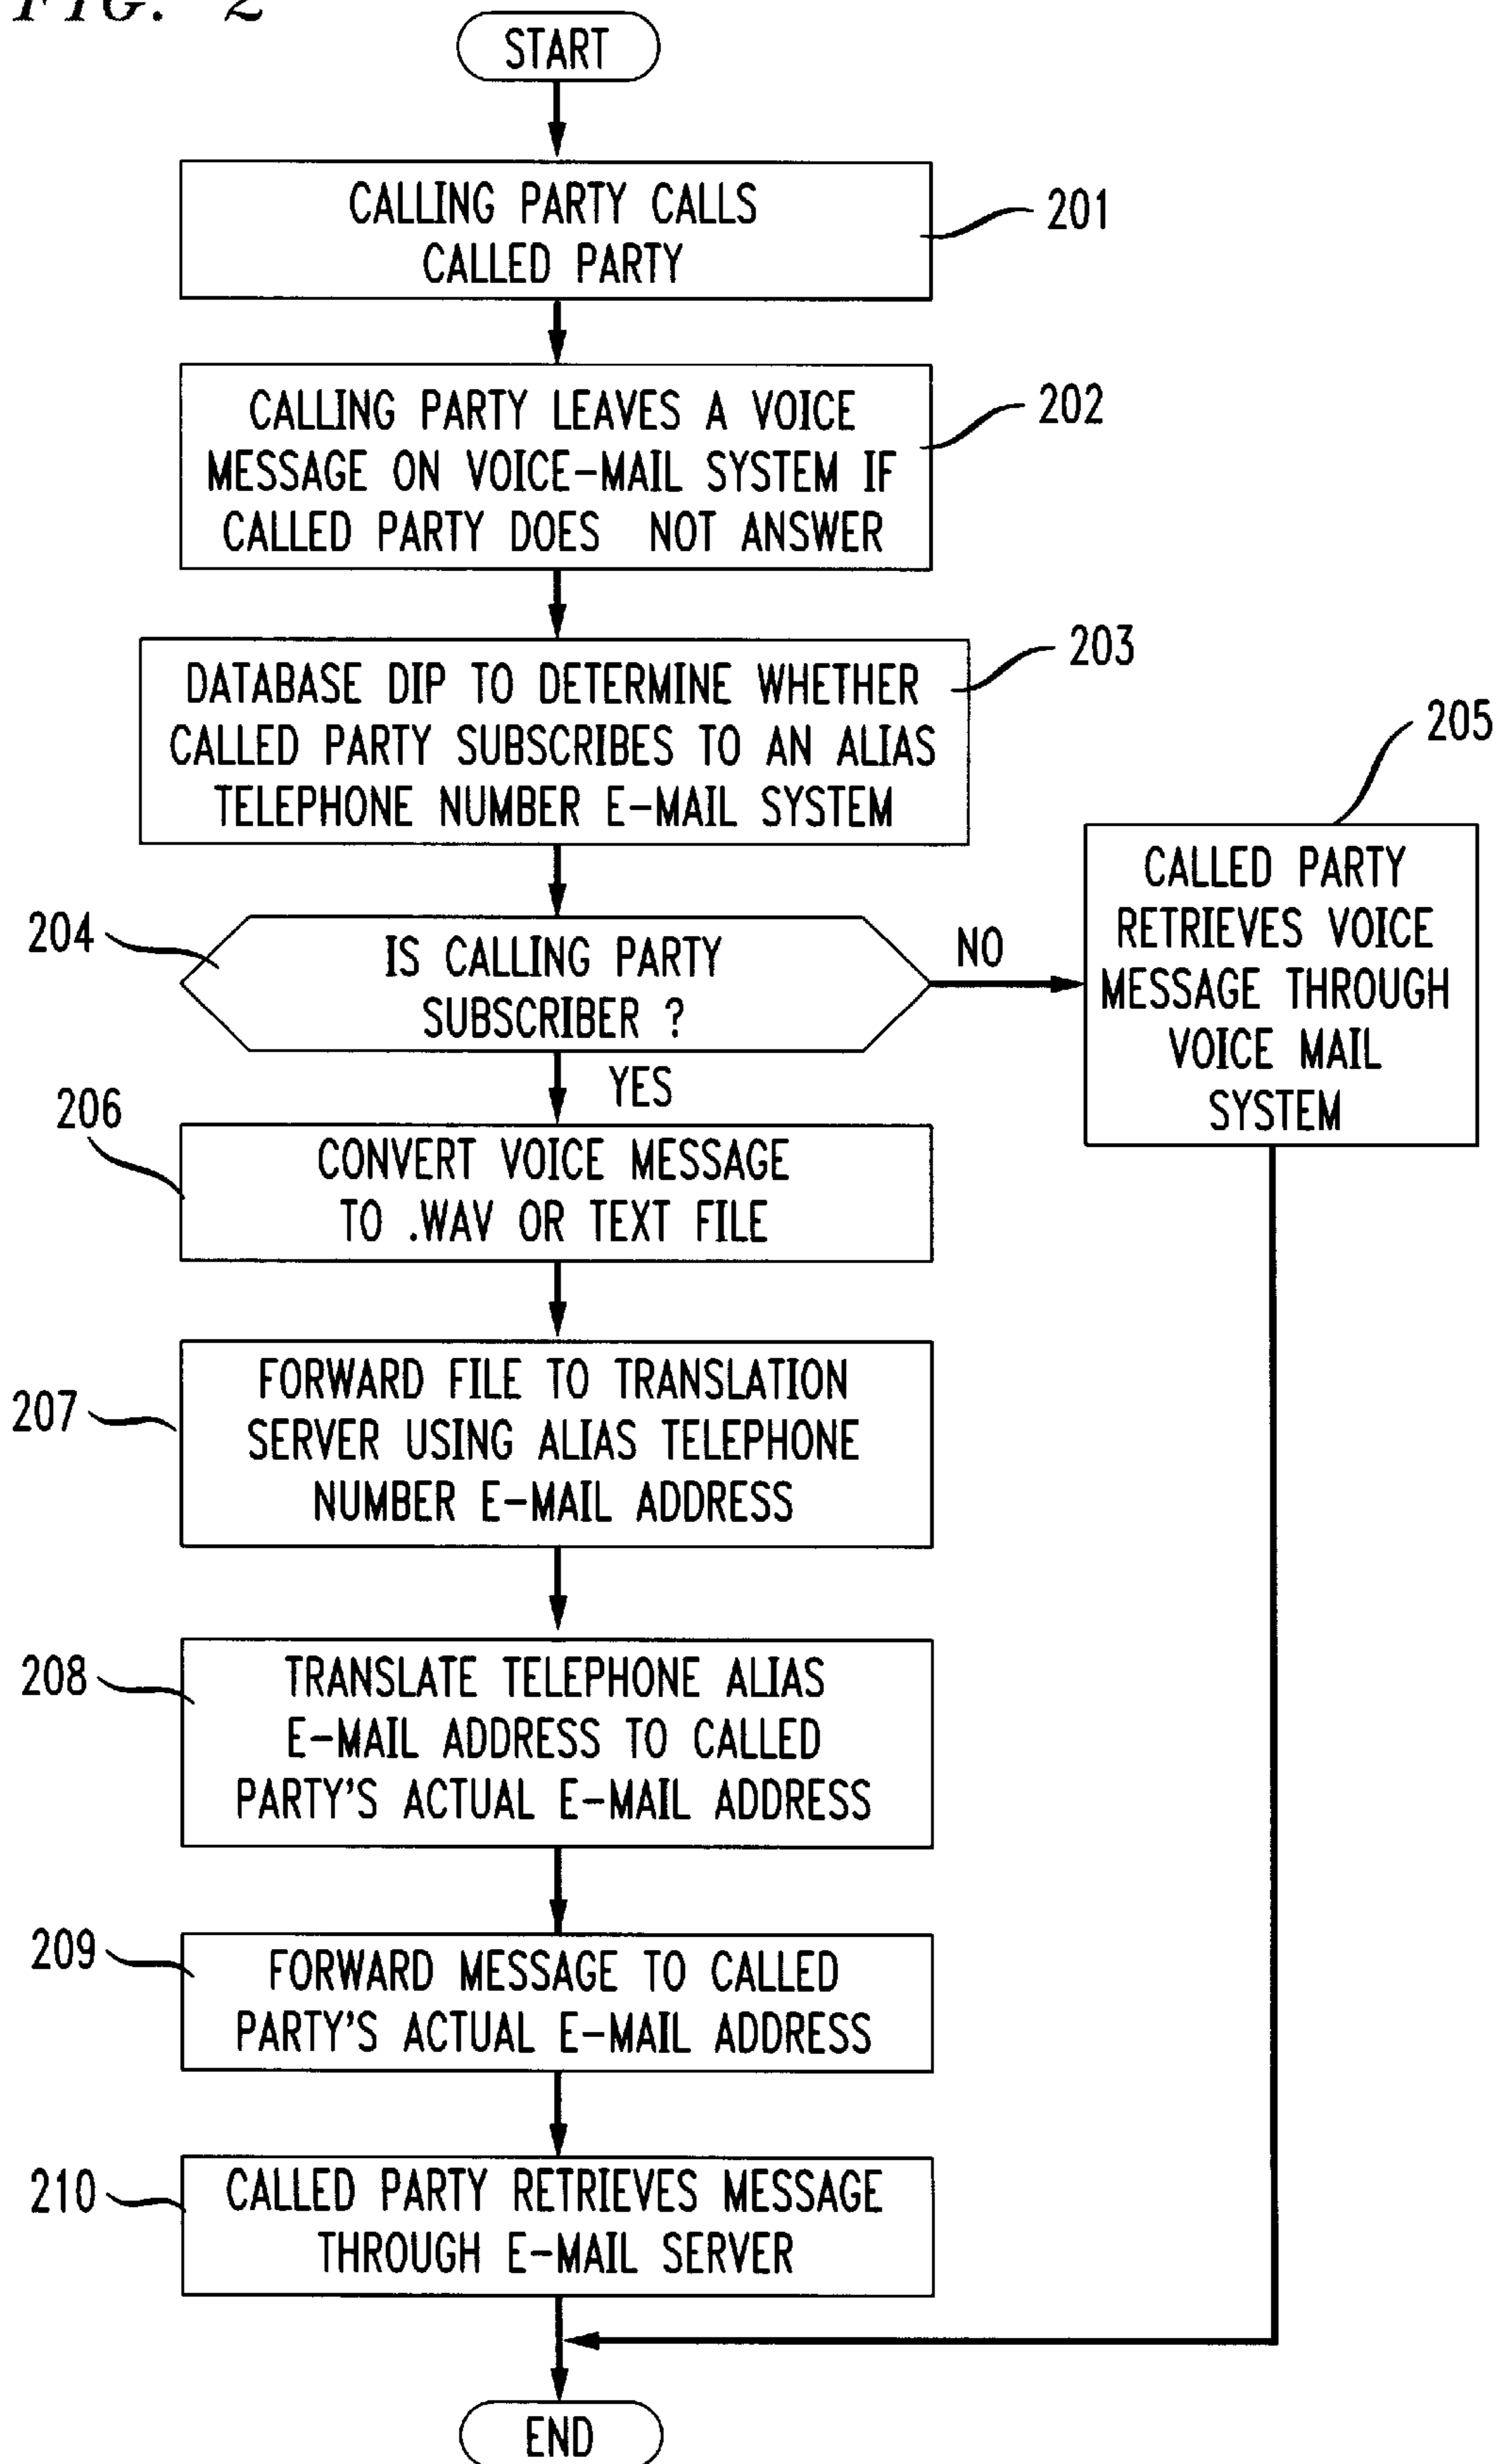 FIG. 2
START
CALLING PARTY CALLS
CALLED PARTY
201
CALLING PARTY LEAVES A VOICE
MESSAGE ON VOICE-MAIL SYSTEM IF
CALLED PARTY DOES NOT ANSWER
202
DATABASE DIP TO DETERMINE WHETHER
CALLED PARTY SUBSCRIBES TO AN ALIAS
TELEPHONE NUMBER E-MAIL SYSTEM
203
204
IS CALLING PARTY
SUBSCRIBER ?
NO
YES
205
CALLED PARTY
RETRIEVES VOICE
MESSAGE THROUGH
VOICE MAIL
SYSTEM
206
CONVERT VOICE MESSAGE
TO .WAV OR TEXT FILE
207
FORWARD FILE TO TRANSLATION
SERVER USING ALIAS TELEPHONE
NUMBER E-MAIL ADDRESS
208
TRANSLATE TELEPHONE ALIAS
E-MAIL ADDRESS TO CALLED
PARTY'S ACTUAL E-MAIL ADDRESS
209
FORWARD MESSAGE TO CALLED
PARTY'S ACTUAL E-MAIL ADDRESS
210
CALLED PARTY RETRIEVES MESSAGE
THROUGH E-MAIL SERVER
END